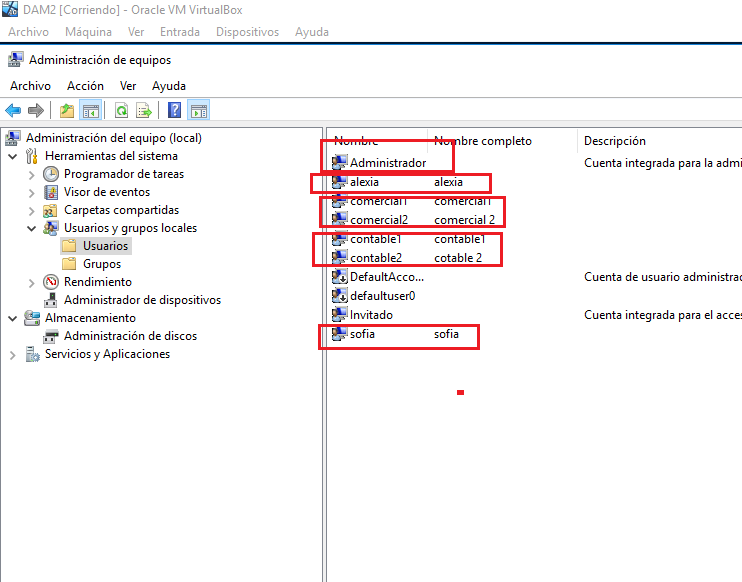 DAM2 [Corriendo] - Oracle VM VirtualBox
Archivo Máquina Ver Entrada Dispositivos Ayuda
Administración de equipos
Archivo Acción Ver Ayuda
Administración del equipo (local)
Herramientas del sistema
Programador de tareas
Visor de eventos
Carpetas compartidas
Usuarios y grupos locales
Usuarios
Grupos
Rendimiento
Administrador de dispositivos
Almacenamiento
Administración de discos
Servicios y Aplicaciones
Nombre Nombre completo Descripción
Administrador Cuenta integrada para la admi
alexia alexia
comercial1 comercial1
comercial2 comercial 2
contable1 contable1
contable2 cotable 2
DefaultAcco... Cuenta de usuario administrac
defaultuser0
Invitado Cuenta integrada para el acces
sofia sofia